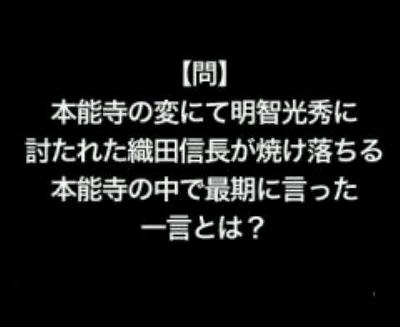 【問】
本能寺の変にて明智光秀に
討たれた織田信長が焼け落ちる
本能寺の中で最期に言った
一言とは？